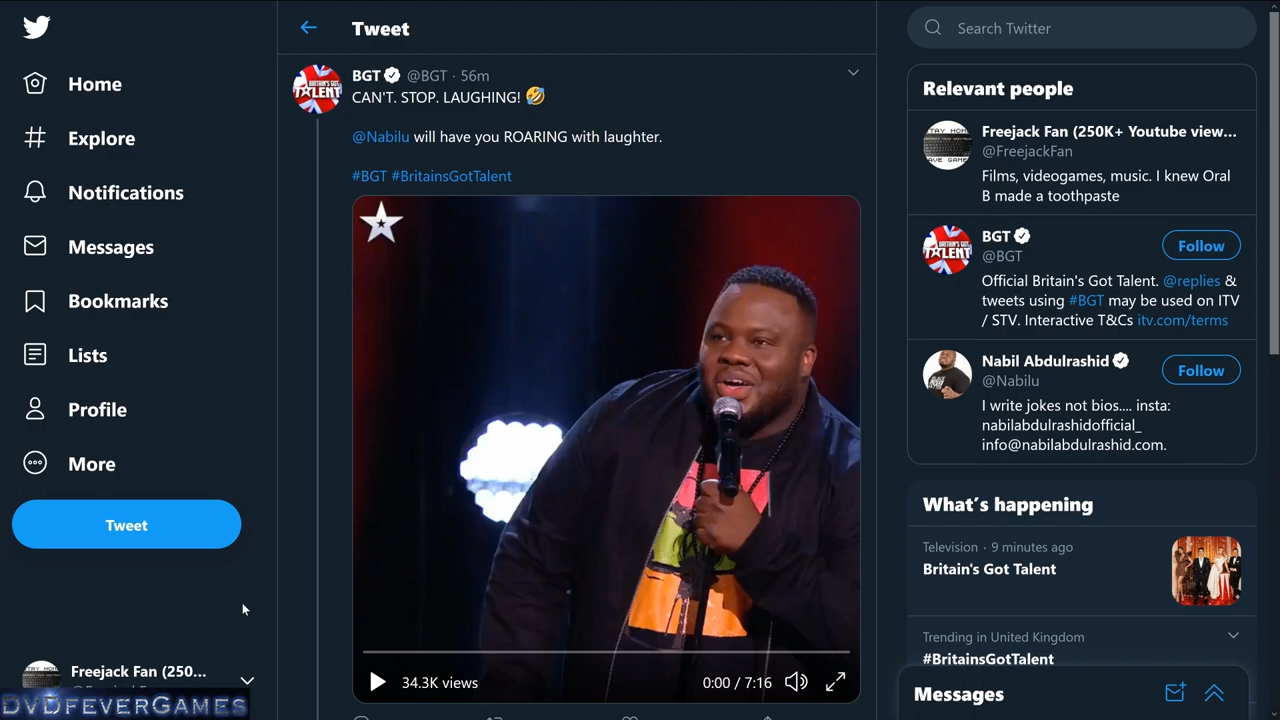 Home
Explore
Notifications
Messages
Bookmarks
Lists
Profile
More
Tweet
Freejack Fan (250...
DVDFEVERGAMES
Tweet
BGT @BGT · 56m
CAN'T. STOP. LAUGHING! 🤣
@Nabilu will have you ROARING with laughter.
#BGT #BritainsGotTalent
34.3K views
0:00 / 7:16
Search Twitter
Relevant people
Freejack Fan (250K+ Youtube view...
@FreejackFan
Films, videogames, music. I knew Oral
B made a toothpaste
BRITAIN'S GOT TALENT
BGT
@BGT
Follow
Official Britain's Got Talent. @replies &
tweets using #BGT may be used on ITV
/ STV. Interactive T&Cs itv.com/terms
Nabil Abdulrashid
@Nabilu
Follow
I write jokes not bios.... insta:
nabilabdulrashidofficial_
info@nabilabdulrashid.com.
What´s happening
Television · 9 minutes ago
Britain's Got Talent
Trending in United Kingdom
#BritainsGotTalent
Messages